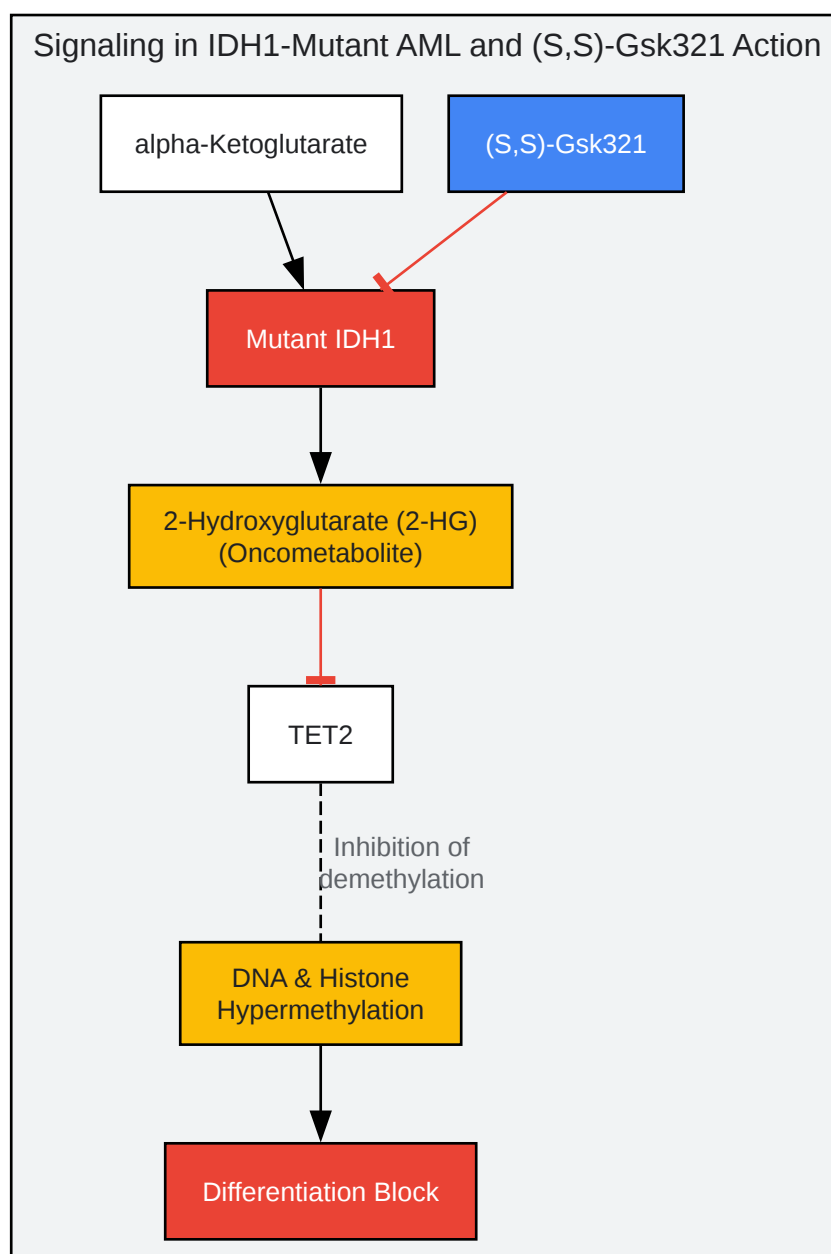 Signaling in IDH1-Mutant AML and (S,S)-Gsk321 Action
alpha-Ketoglutarate
(S,S)-Gsk321
Mutant IDH1
2-Hydroxyglutarate (2-HG)
(Oncometabolite)
TET2
Inhibition of
demethylation
DNA & Histone
Hypermethylation
Differentiation Block